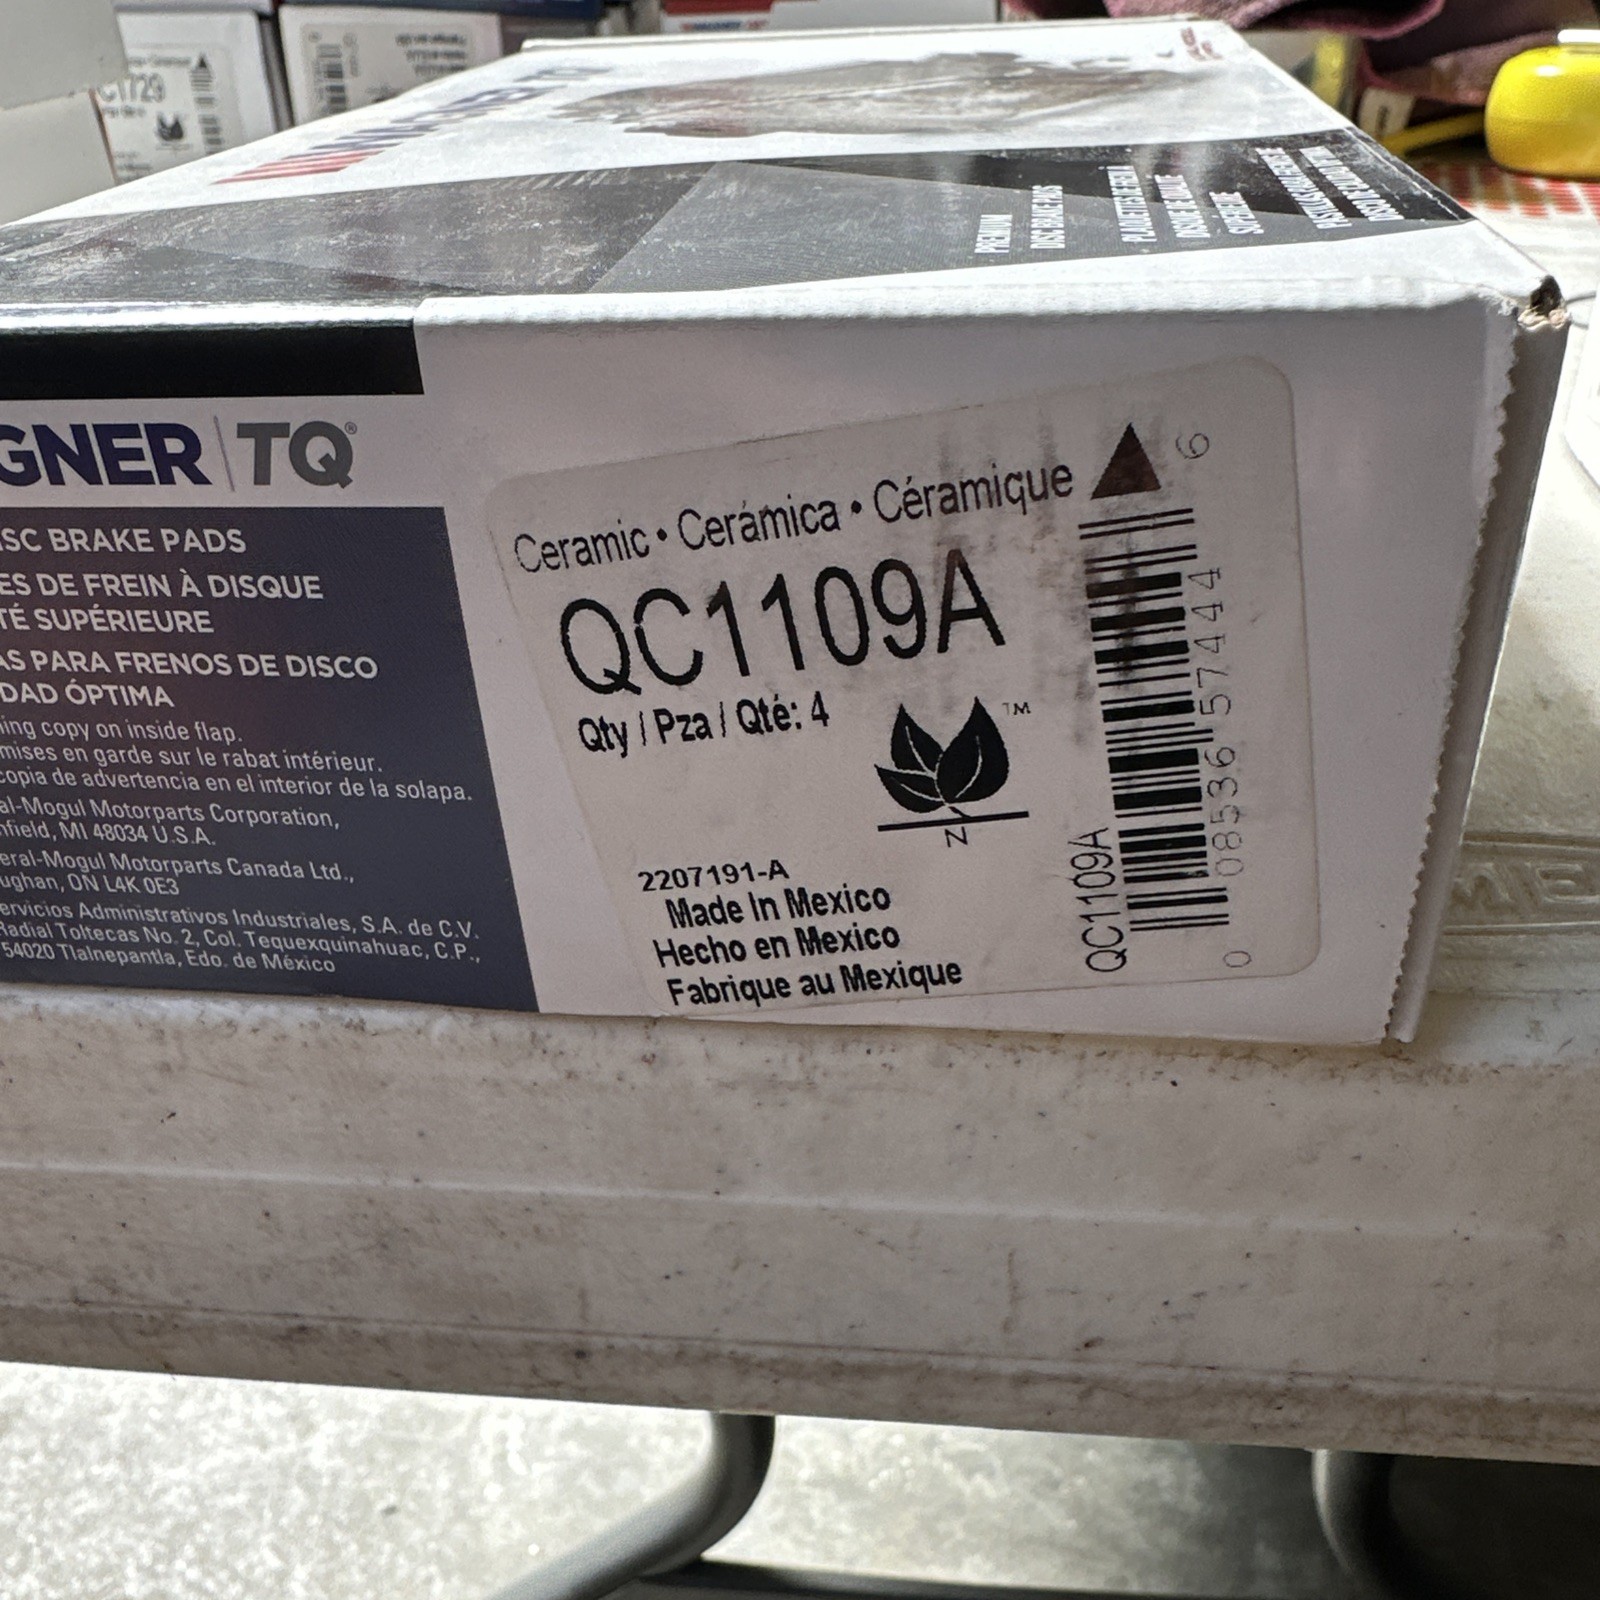 PREMIUM
DISC BRAKE PADS
GNER | TQ®
ISC BRAKE PADS
ES DE FREIN À DISQUE
TÉ SUPÉRIEURE
AS PARA FRENOS DE DISCO
DAD ÓPTIMA
ning copy on inside flap.
mises en garde sur le rabat intérieur.
copia de advertencia en el interior de la solapa.
al-Mogul Motorparts Corporation,
nfield, MI 48034 U.S.A.
eral-Mogul Motorparts Canada Ltd.,
ughan, ON L4K 0E3
ervicios Administrativos Industriales, S.A. de C.V.
Radial Toltecas No. 2, Col. Tequexquinahuac, C.P.,
54020 Tlalnepantla, Edo. de México
Ceramic • Cerámica • Céramique
QC1109A
Qty / Pza / Qté: 4
TM
N
2207191-A
Made In Mexico
Hecho en Mexico
Fabrique au Mexique
QC1109A
0 08536 57444 6